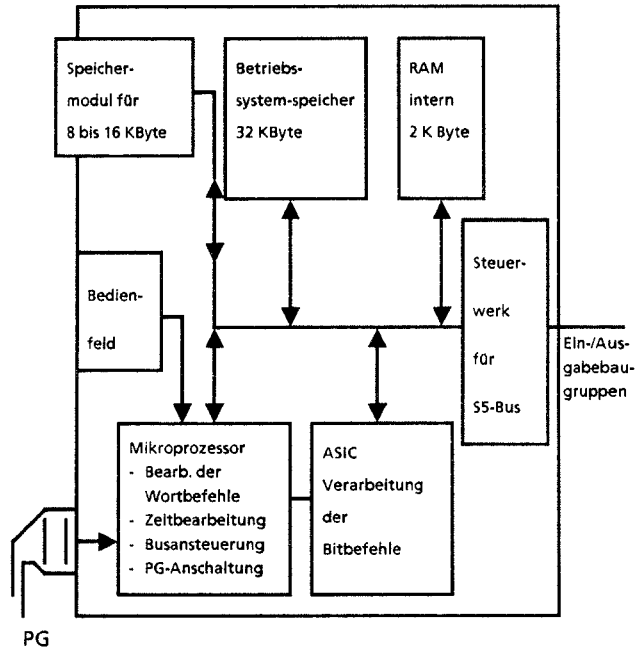 Speicher-
modul für
8 bis 16 KByte
Betriebs-
system-speicher
32 KByte
RAM
intern
2 K Byte
Bedien-
feld
Steuer-
werk
für
S5-Bus
Ein-/Aus-
gabebau-
gruppen
Mikroprozessor
- Bearb. der
Wortbefehle
- Zeitbearbeitung
- Busansteuerung
- PG-Anschaltung
ASIC
Verarbeitung
der
Bitbefehle
PG